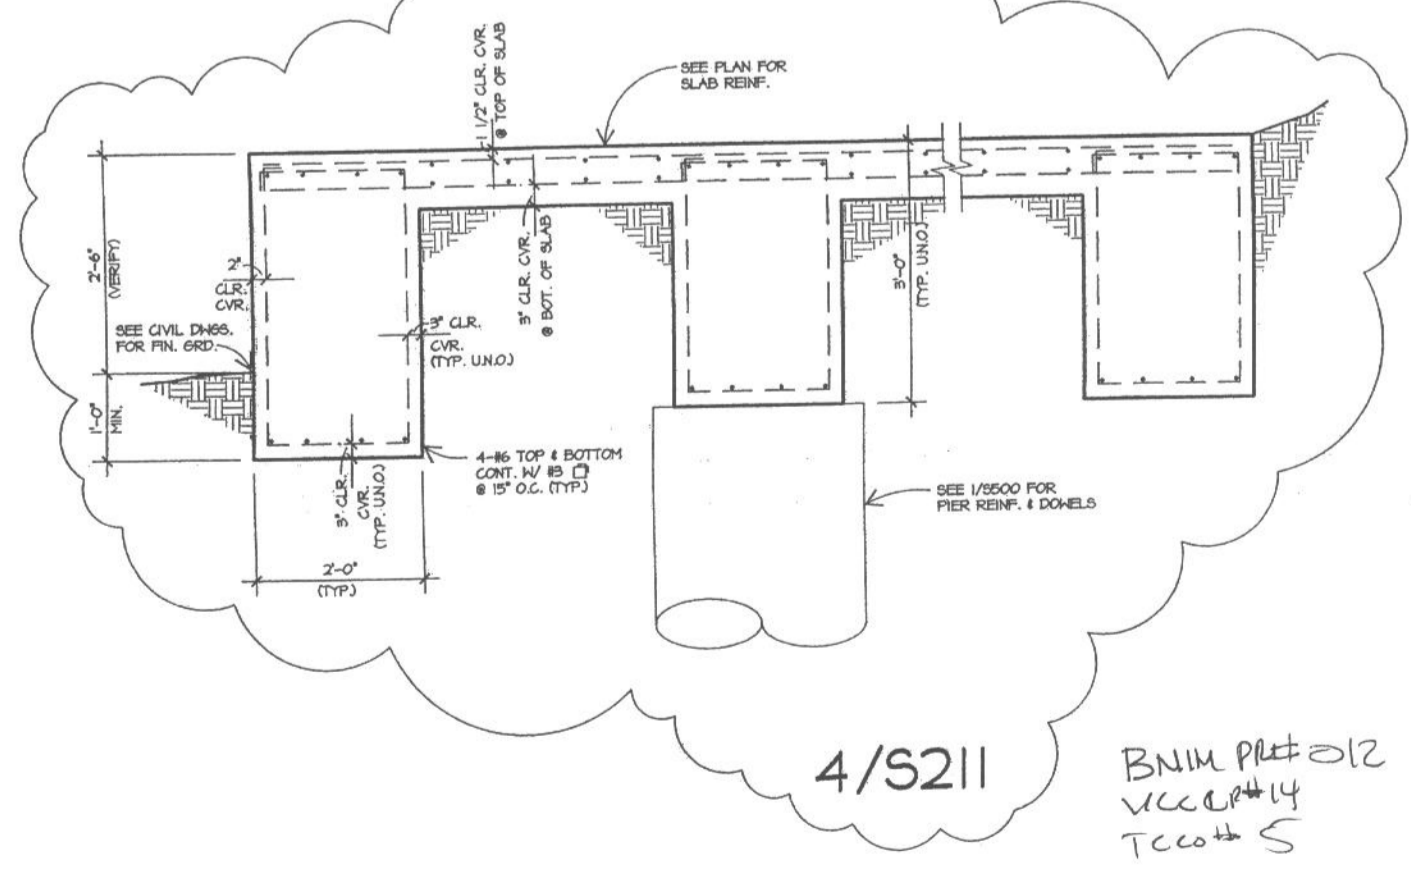 1 1/2" CLR. CVR.
@ TOP OF SLAB
SEE PLAN FOR
SLAB REINF.
2'-6"
(VERIFY)
2"
CLR.
CVR.
3" CLR. CVR.
@ BOT. OF SLAB
3'-0"
(TYP. U.N.O.)
SEE CIVIL DWGS.
FOR FIN. GRD.
3" CLR.
CVR.
(TYP. U.N.O.)
1'-0"
MIN.
4-#6 TOP & BOTTOM
CONT. W/ #3
@ 15" O.C. (TYP.)
3" CLR.
CVR.
(TYP. U.N.O.)
SEE 1/S500 FOR
PIER REINF. & DOWELS
2'-0"
(TYP.)
4/S211
BNIM PR# 012
#14
TCCO# 5